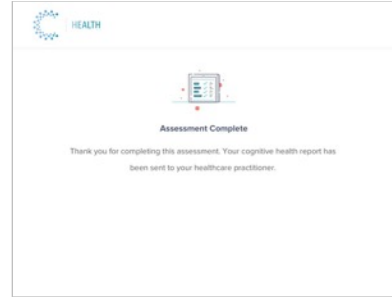 HEALTH
Assessment Complete
Thank you for completing this assessment. Your cognitive health report has
been sent to your healthcare practitioner.